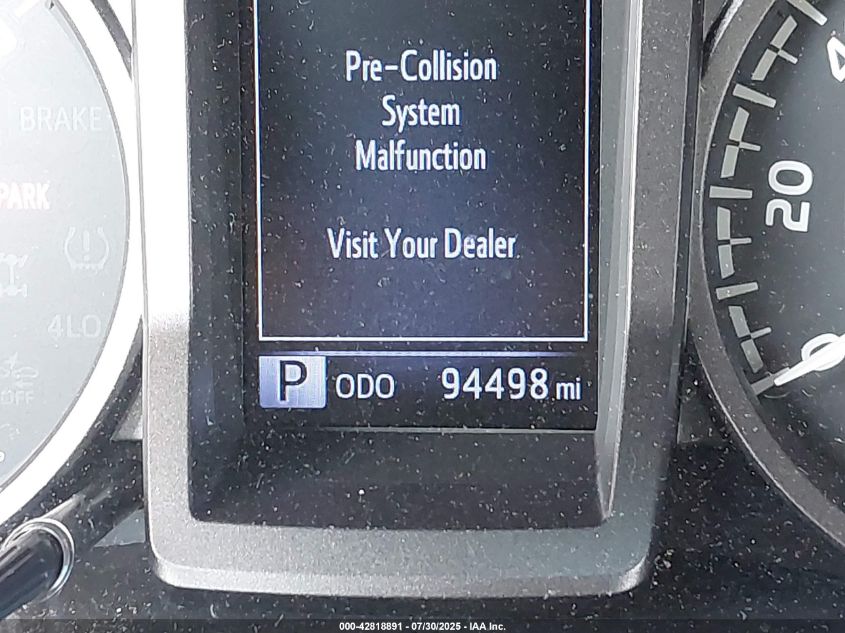 Pre-Collision
System
Malfunction
Visit Your Dealer
P ODO 94498 mi
BRAKE
PARK
4LO
OFF
20
0
000-42818891 - 07/30/2025 - IAA Inc.